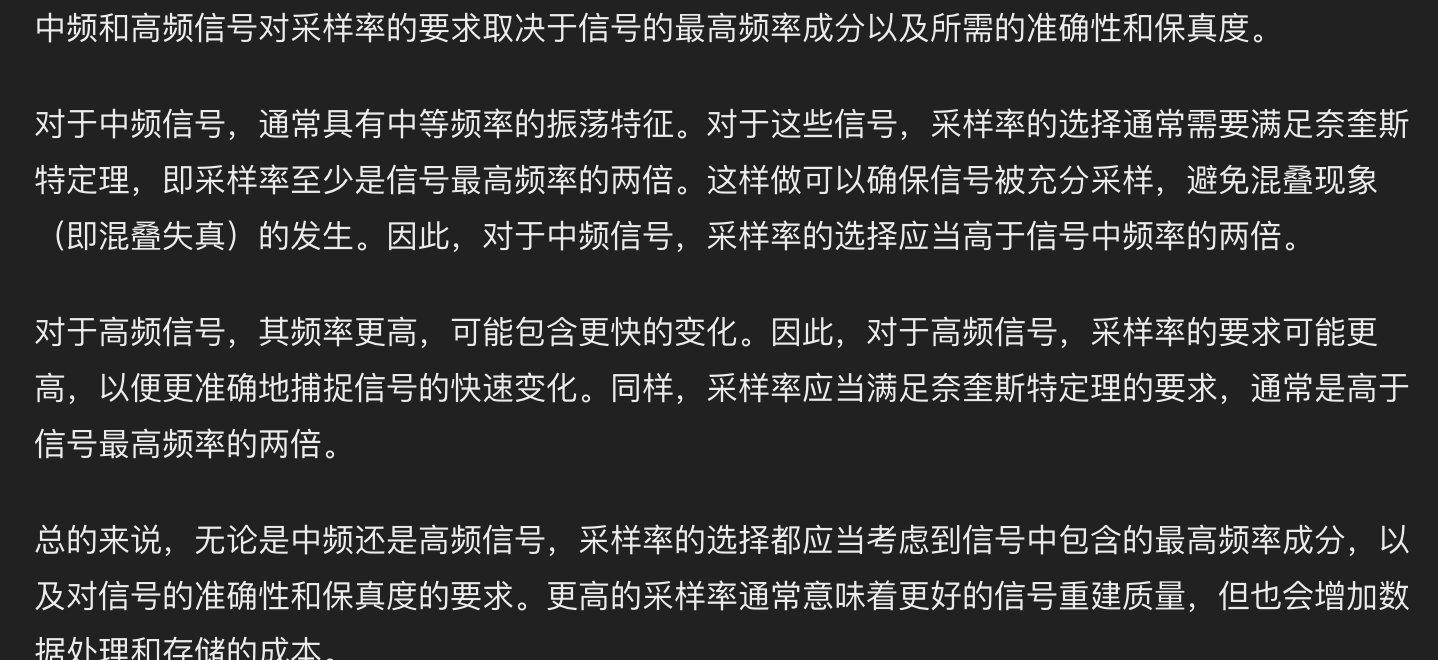 中频和高频信号对采样率的要求取决于信号的最高频率成分以及所需的准确性和保真度。
对于中频信号，通常具有中等频率的振荡特征。对于这些信号，采样率的选择通常需要满足奈奎斯
特定理，即采样率至少是信号最高频率的两倍。这样做可以确保信号被充分采样，避免混叠现象
（即混叠失真）的发生。因此，对于中频信号，采样率的选择应当高于信号中频率的两倍。
对于高频信号，其频率更高，可能包含更快的变化。因此，对于高频信号，采样率的要求可能更
高，以便更准确地捕捉信号的快速变化。同样，采样率应当满足奈奎斯特定理的要求，通常是高于
信号最高频率的两倍。
总的来说，无论是中频还是高频信号，采样率的选择都应当考虑到信号中包含的最高频率成分，以
及对信号的准确性和保真度的要求。更高的采样率通常意味着更好的信号重建质量，但也会增加数
据处理和存储的成本。